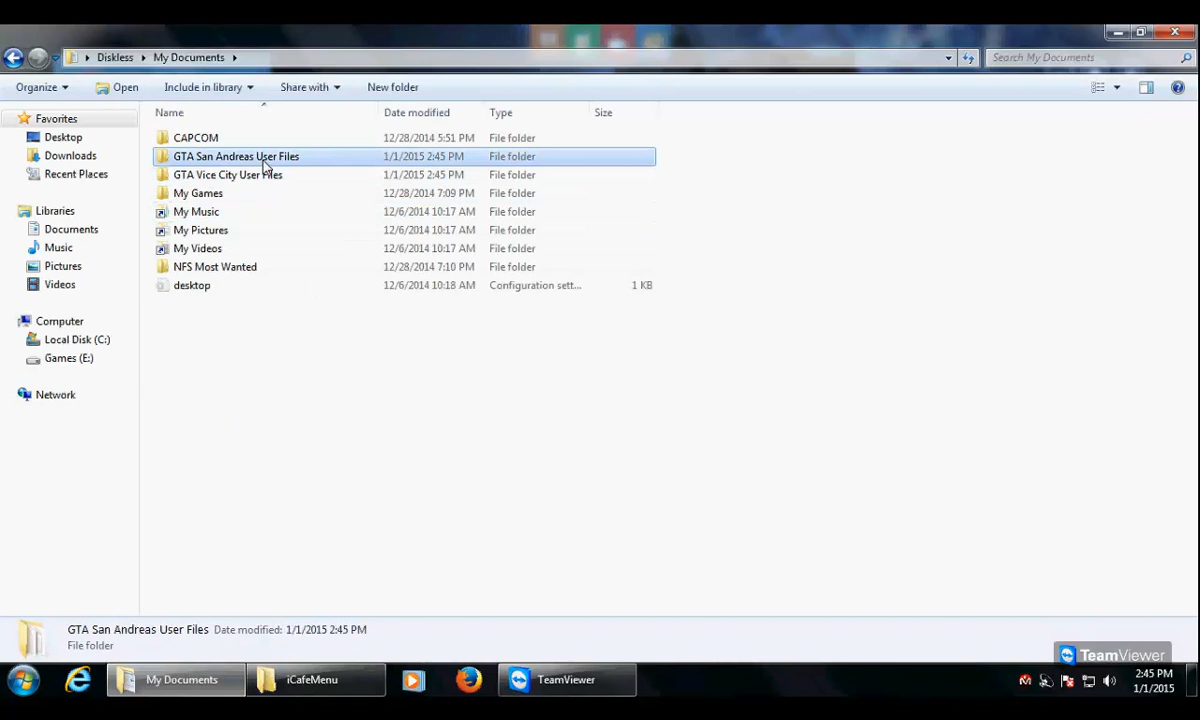 Diskless My Documents Search My Documents
Organize Open Include in library Share with New folder
Name Date modified Type Size
Favorites
Desktop
Downloads
Recent Places
Libraries
Documents
Music
Pictures
Videos
Computer
Local Disk (C:)
Games (E:)
Network
CAPCOM 12/28/2014 5:51 PM File folder
GTA San Andreas User Files 1/1/2015 2:45 PM File folder
GTA Vice City User Files 1/1/2015 2:45 PM File folder
My Games 12/28/2014 7:09 PM File folder
My Music 12/6/2014 10:17 AM File folder
My Pictures 12/6/2014 10:17 AM File folder
My Videos 12/6/2014 10:17 AM File folder
NFS Most Wanted 12/28/2014 7:10 PM File folder
desktop 12/6/2014 10:18 AM Configuration sett... 1 KB
GTA San Andreas User Files Date modified: 1/1/2015 2:45 PM
File folder
TeamViewer
My Documents iCafeMenu TeamViewer 2:45 PM
1/1/2015